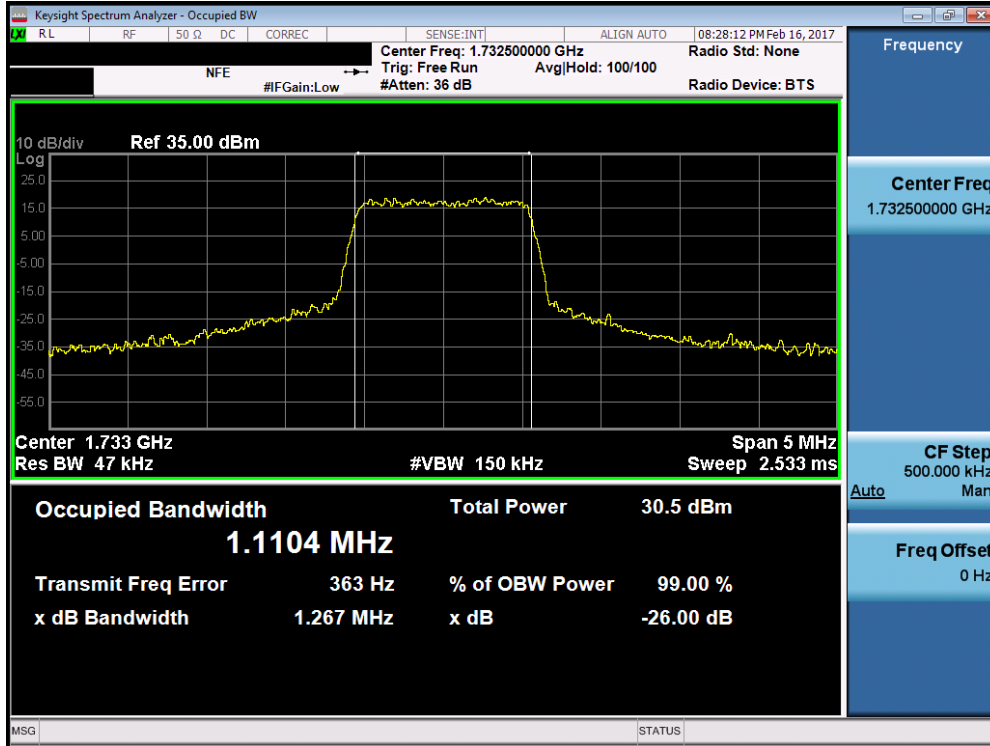 Keysight Spectrum Analyzer - Occupied BW
LXI RL RF 50 Ω DC CORREC SENSE:INT ALIGN AUTO 08:28:12 PM Feb 16, 2017
Center Freq: 1.732500000 GHz Radio Std: None
NFE Trig: Free Run Avg|Hold: 100/100
#IFGain:Low #Atten: 36 dB Radio Device: BTS
Frequency
10 dB/div Ref 35.00 dBm
Log
25.0
15.0
5.00
-5.00
-15.0
-25.0
-35.0
-45.0
-55.0
Center 1.733 GHz Span 5 MHz
Res BW 47 kHz #VBW 150 kHz Sweep 2.533 ms
Occupied Bandwidth Total Power 30.5 dBm
1.1104 MHz
Transmit Freq Error 363 Hz % of OBW Power 99.00 %
x dB Bandwidth 1.267 MHz x dB -26.00 dB
Center Freq
1.732500000 GHz
CF Step
500.000 kHz
Auto Man
Freq Offset
0 Hz
MSG STATUS